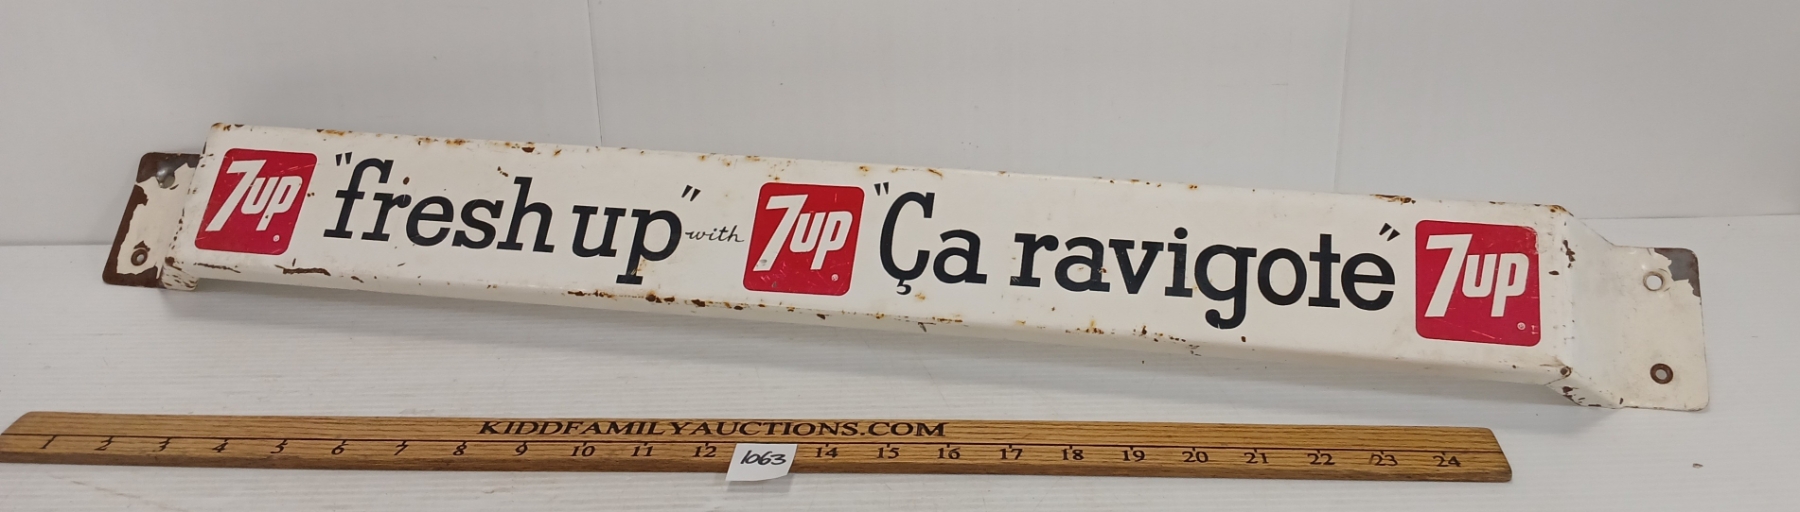 7up "fresh up" with 7up "Ça ravigote" 7up
KIDDFAMILYAUCTIONS.COM
1 2 3 4 5 6 7 8 9 10 11 12 14 15 16 17 18 19 20 21 22 23 24
1063